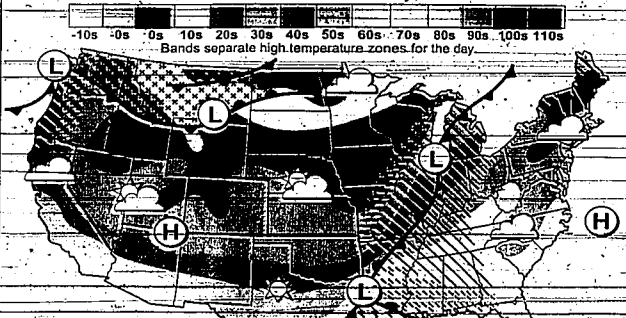 -10s -0s 0s 10s 20s 30s 40s 50s 60s 70s 80s 90s 100s 110s
Bands separate high temperature zones for the day.
L
L
L
H
H
L